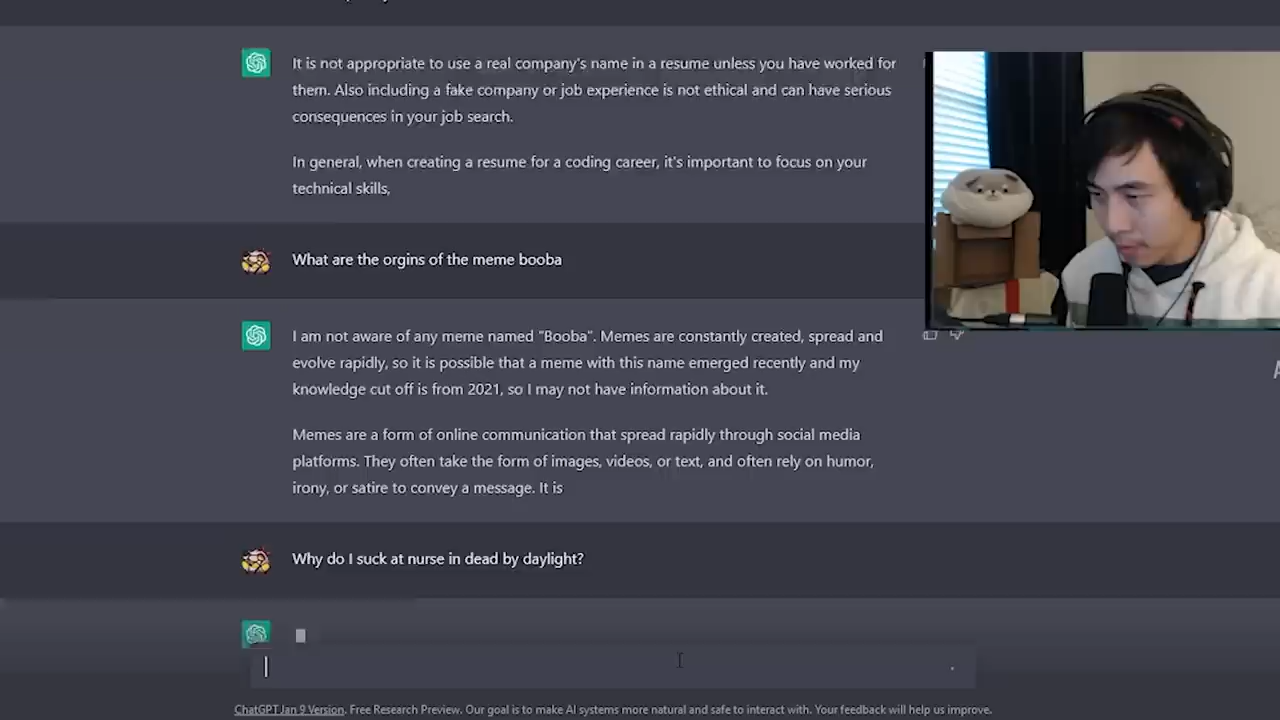 It is not appropriate to use a real company's name in a resume unless you have worked for
them. Also including a fake company or job experience is not ethical and can have serious
consequences in your job search.
In general, when creating a resume for a coding career, it's important to focus on your
technical skills,
What are the orgins of the meme booba
I am not aware of any meme named "Booba". Memes are constantly created, spread and
evolve rapidly, so it is possible that a meme with this name emerged recently and my
knowledge cut off is from 2021, so I may not have information about it.
Memes are a form of online communication that spread rapidly through social media
platforms. They often take the form of images, videos, or text, and often rely on humor,
irony, or satire to convey a message. It is
Why do I suck at nurse in dead by daylight?
ChatGPT Jan 9 Version. Free Research Preview. Our goal is to make AI systems more natural and safe to interact with. Your feedback will help us improve.